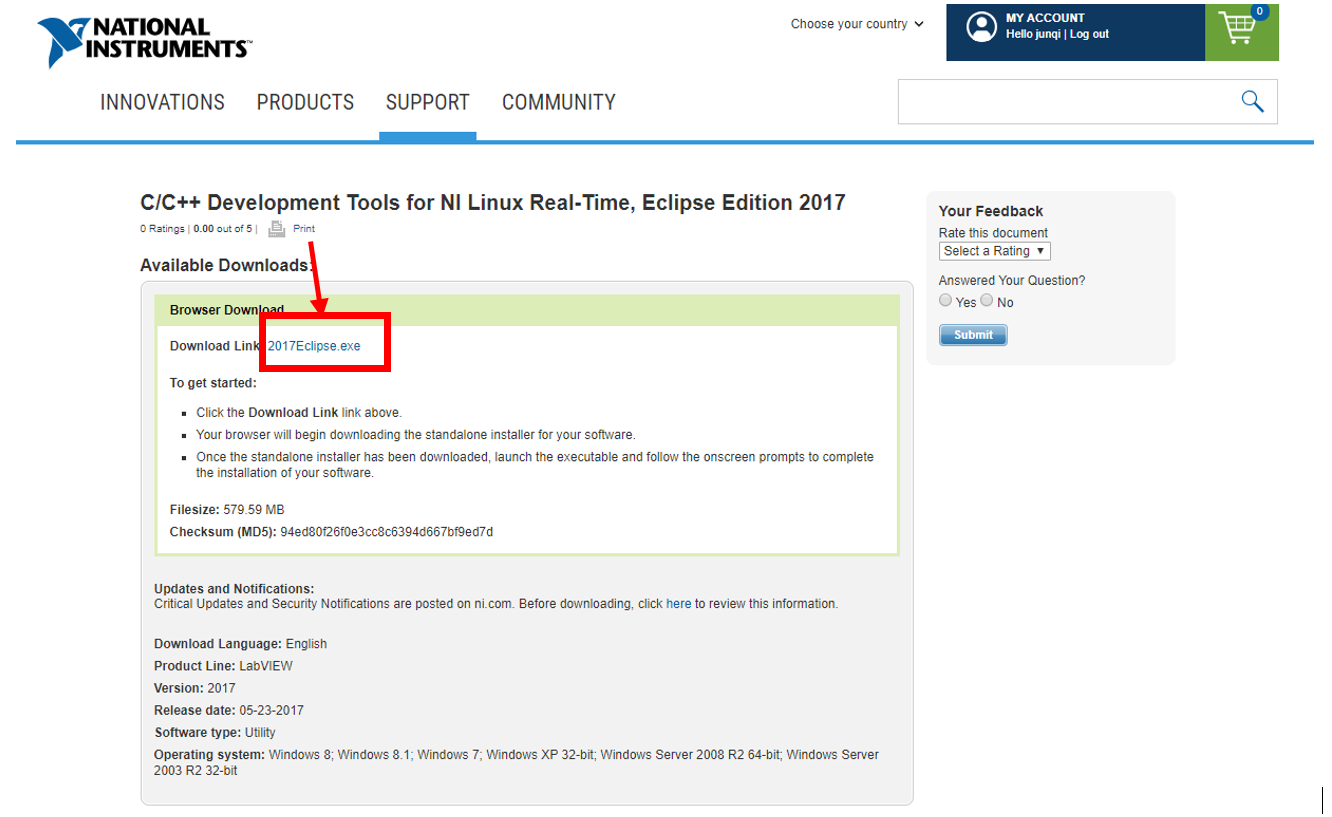 NATIONAL
INSTRUMENTS™
Choose your country
MY ACCOUNT
Hello junqi | Log out
0
INNOVATIONS PRODUCTS SUPPORT COMMUNITY
C/C++ Development Tools for NI Linux Real-Time, Eclipse Edition 2017
0 Ratings | 0.00 out of 5 | Print
Available Downloads:
Browser Download
Download Link: 2017Eclipse.exe
To get started:
▪ Click the Download Link link above.
▪ Your browser will begin downloading the standalone installer for your software.
▪ Once the standalone installer has been downloaded, launch the executable and follow the onscreen prompts to complete
the installation of your software.
Filesize: 579.59 MB
Checksum (MD5): 94ed80f26f0e3cc8c6394d667bf9ed7d
Updates and Notifications:
Critical Updates and Security Notifications are posted on ni.com. Before downloading, click here to review this information.
Download Language: English
Product Line: LabVIEW
Version: 2017
Release date: 05-23-2017
Software type: Utility
Operating system: Windows 8; Windows 8.1; Windows 7; Windows XP 32-bit; Windows Server 2008 R2 64-bit; Windows Server
2003 R2 32-bit
Your Feedback
Rate this document
Select a Rating ▼
Answered Your Question?
Yes No
Submit